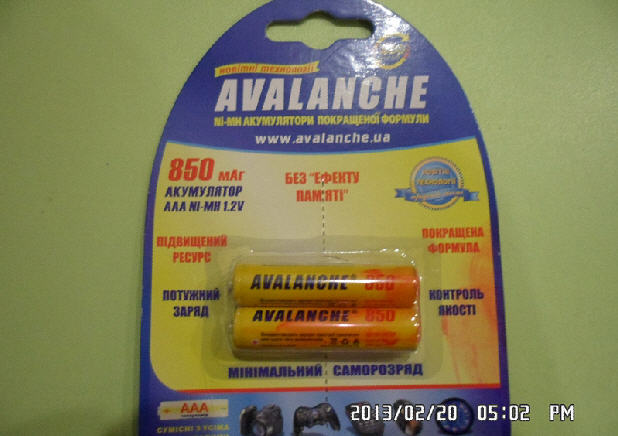 новітні технології
AVALANCHE
NI-MH АКУМУЛЯТОРИ ПОКРАЩЕНОЇ ФОРМУЛИ
www.avalanche.ua
850 мАг
АКУМУЛЯТОР
AAA NI-MH 1.2V
БЕЗ "ЕФЕКТУ
ПАМ'ЯТІ"
ПІДВИЩЕНИЙ
РЕСУРС
ПОКРАЩЕНА
ФОРМУЛА
AVALANCHE 850
ПОТУЖНИЙ
ЗАРЯД
КОНТРОЛЬ
ЯКОСТІ
AVALANCHE 850
МІНІМАЛЬНИЙ САМОРОЗРЯД
AAA
СУМІСНІ З УСІМА
2013/02/20 05:02 PM